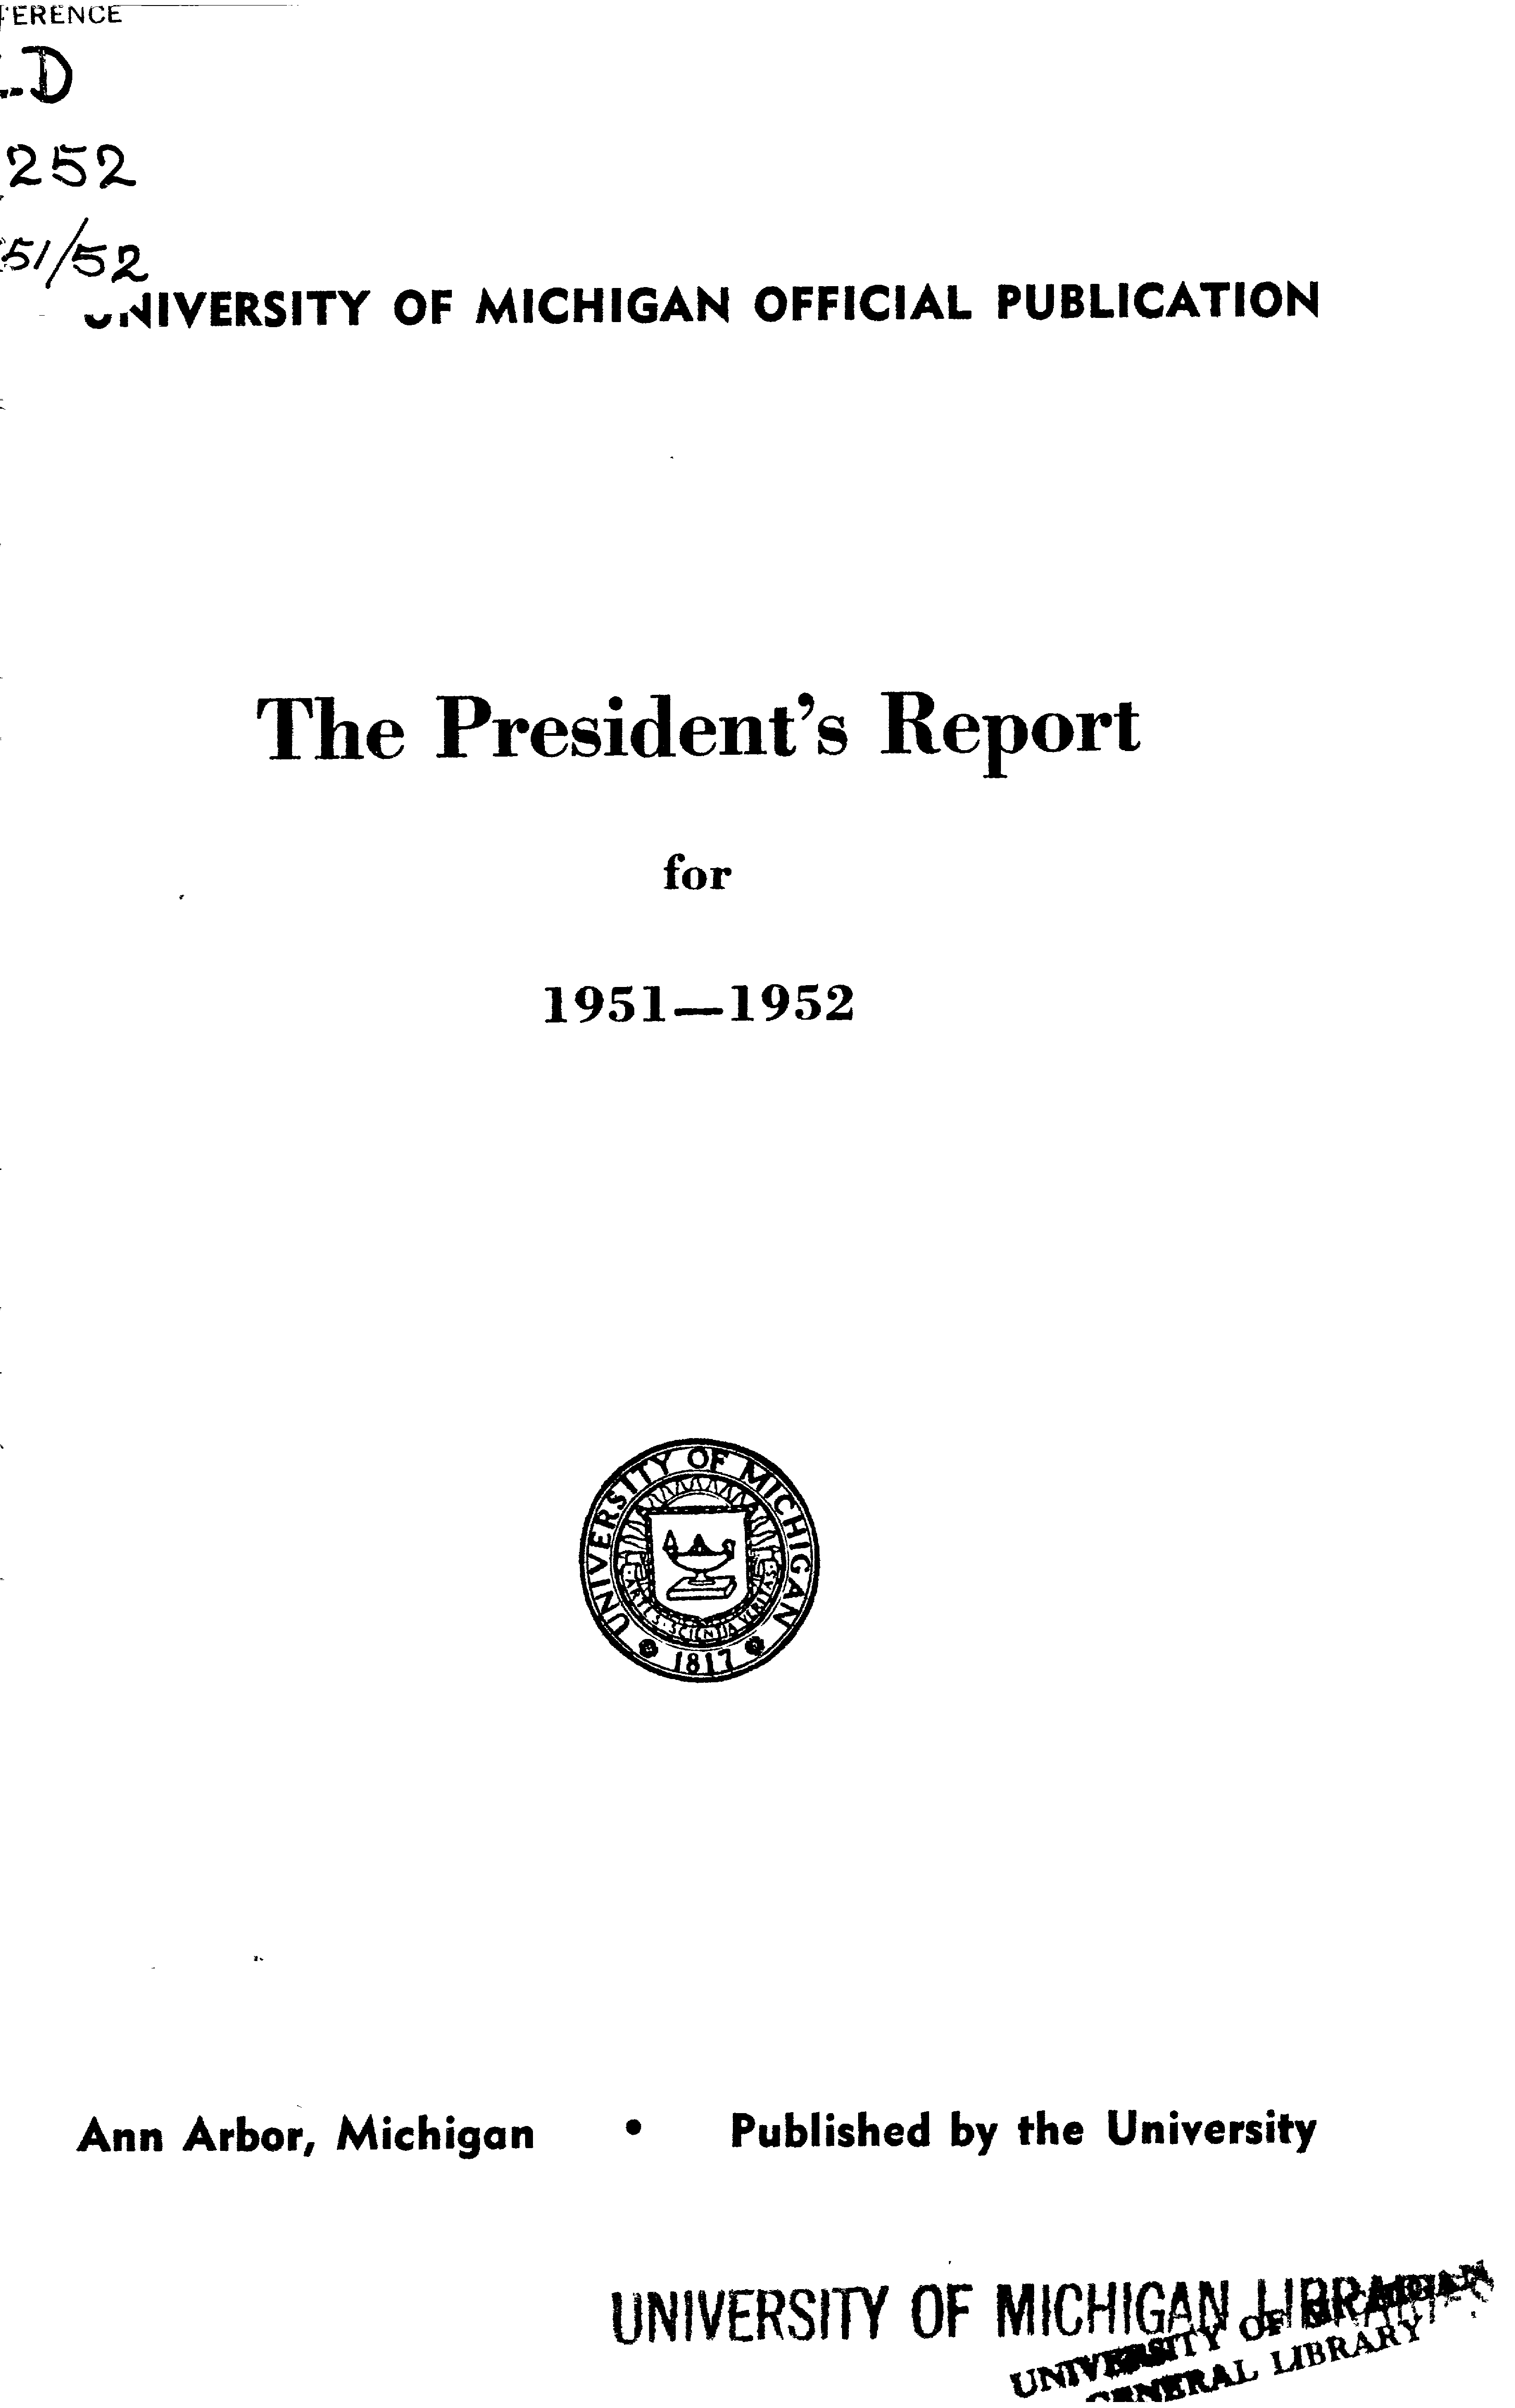 252
51/52
UNIVERSITY OF MICHIGAN OFFICIAL PUBLICATION
The President's Report
for
1951—1952
UNIVERSITY OF MICHIGAN
ARTES · SCIENTIA VERITAS
1817
Ann Arbor, Michigan • Published by the University
UNIVERSITY OF MICHIGAN LIBRARIES
UNIVERSITY OF MICHIGAN
GENERAL LIBRARY